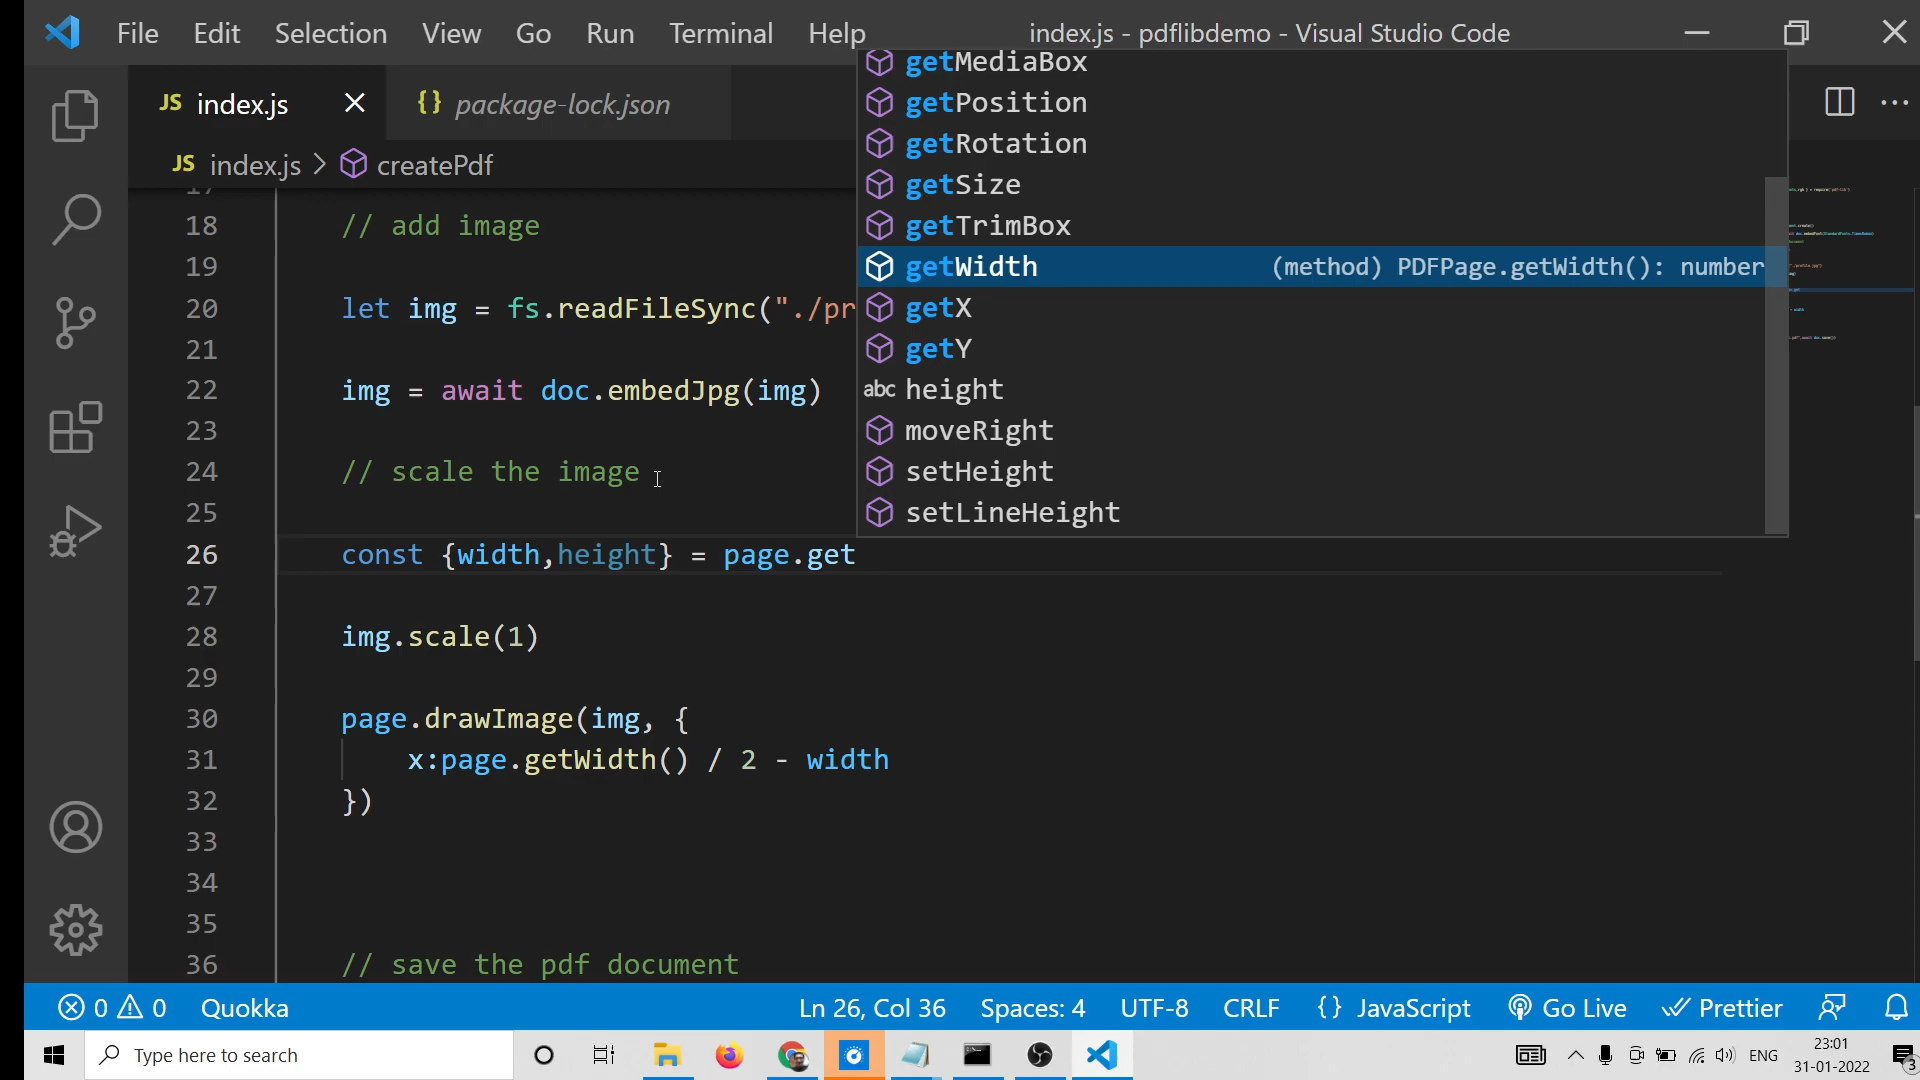 File Edit Selection View Go Run Terminal Help index.js - pdflibdemo - Visual Studio Code
JS index.js {} package-lock.json
JS index.js > createPdf
getMediaBox
getPosition
getRotation
getSize
getTrimBox
getWidth (method) PDFPage.getWidth(): number
getX
getY
abc height
moveRight
setHeight
setLineHeight
17
18 // add image
19
20 let img = fs.readFileSync("./pr
21
22 img = await doc.embedJpg(img)
23
24 // scale the image
25
26 const {width,height} = page.get
27
28 img.scale(1)
29
30 page.drawImage(img, {
31 x:page.getWidth() / 2 - width
32 })
33
34
35
36 // save the pdf document
0 0 Quokka Ln 26, Col 36 Spaces: 4 UTF-8 CRLF {} JavaScript Go Live Prettier
Type here to search ENG 23:01
31-01-2022 3